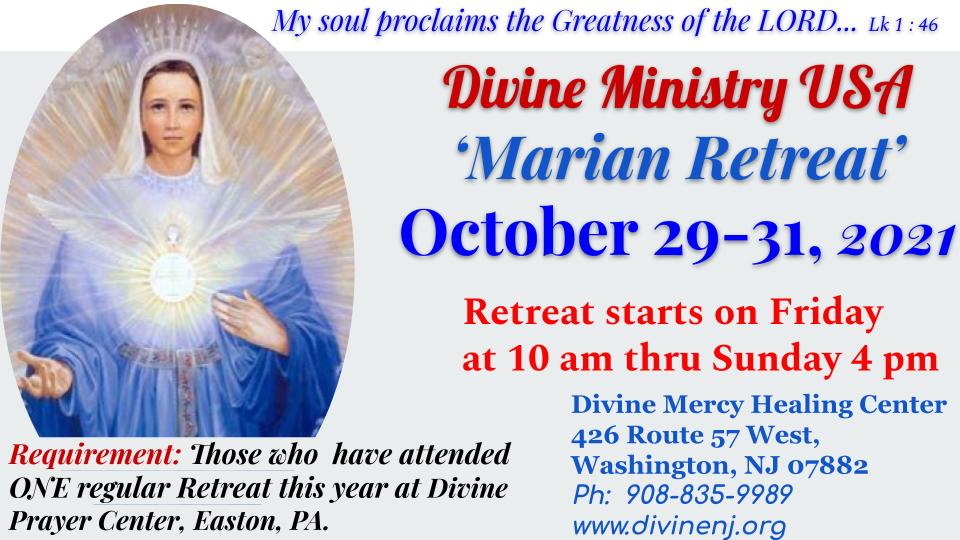 My soul proclaims the Greatness of the LORD... Lk 1 : 46
Divine Ministry USA
‘Marian Retreat’
October 29-31, 2021
Retreat starts on Friday
at 10 am thru Sunday 4 pm
Divine Mercy Healing Center
426 Route 57 West,
Washington, NJ 07882
Ph: 908-835-9989
www.divinenj.org
Requirement: Those who have attended
ONE regular Retreat this year at Divine
Prayer Center, Easton, PA.